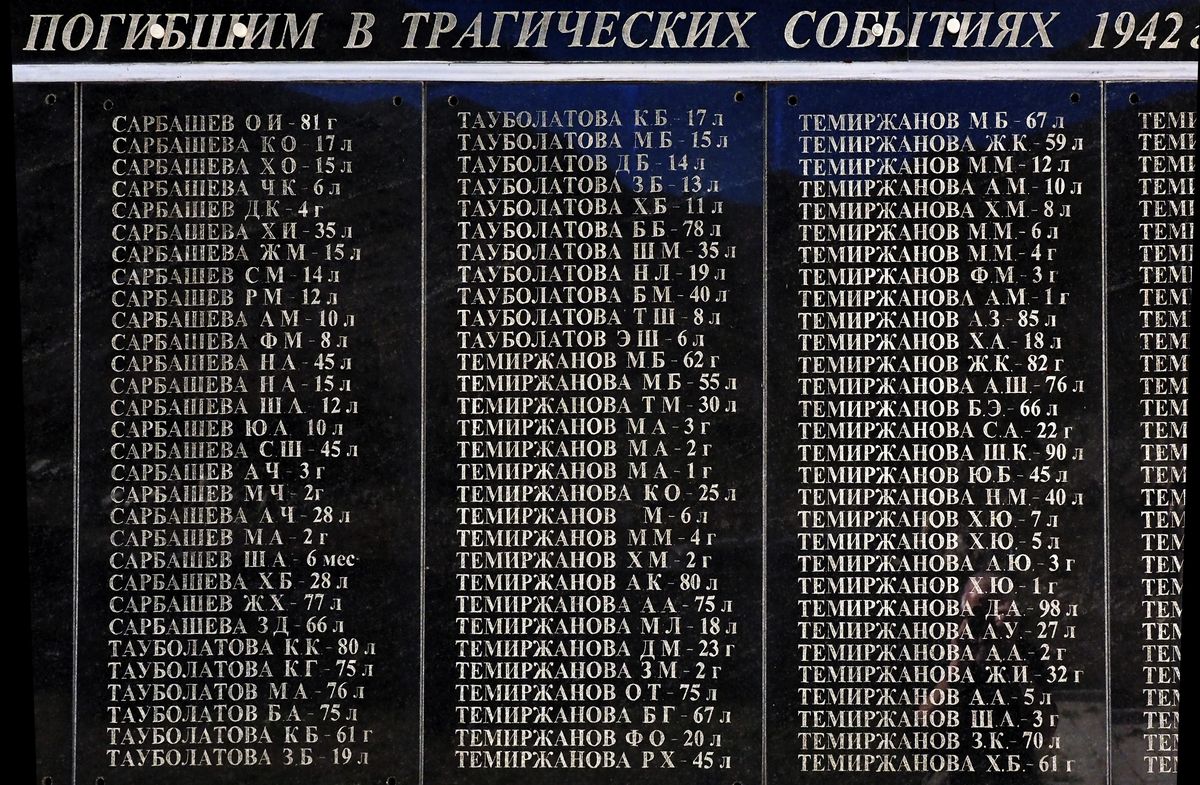 ПОГИБШИМ В ТРАГИЧЕСКИХ СОБЫТИЯХ 1942 г
САРБАШЕВ О И - 81 г
САРБАШЕВА К О - 17 л
САРБАШЕВА Х О - 15 л
САРБАШЕВА Ч К - 6 л
САРБАШЕВ Д К - 4 г
САРБАШЕВА Х И - 35 л
САРБАШЕВА Ж М - 15 л
САРБАШЕВ С М - 14 л
САРБАШЕВ Р М - 12 л
САРБАШЕВА А М - 10 л
САРБАШЕВА Ф М - 8 л
САРБАШЕВА Н А - 45 л
САРБАШЕВА Н А - 15 л
САРБАШЕВА Ш А. 12 л
САРБАШЕВ Ю А. 10 л
САРБАШЕВА С Ш - 45 л
САРБАШЕВ А Ч - 3 г
САРБАШЕВА М Ч - 2г
САРБАШЕВА А Ч - 28 л
САРБАШЕВ М А - 2 г
САРБАШЕВ Ш А - 6 мес-
САРБАШЕВА Х Б - 28 л
САРБАШЕВ Ж Х - 77 л
САРБАШЕВА З Д - 66 л
ТАУБОЛАТОВА К К - 80 л
ТАУБОЛАТОВА К Г - 75 л
ТАУБОЛАТОВ М А - 76 л
ТАУБОЛАТОВ Б А - 75 л
ТАУБОЛАТОВА К Б - 61 г
ТАУБОЛАТОВА З Б - 19 л
ТАУБОЛАТОВА К Б - 17 л
ТАУБОЛАТОВА М Б - 15 л
ТАУБОЛАТОВ Д Б - 14 л
ТАУБОЛАТОВА З Б - 13 л
ТАУБОЛАТОВА Х Б - 11 л
ТАУБОЛАТОВА Б Б - 78 л
ТАУБОЛАТОВА Ш М - 35 л
ТАУБОЛАТОВА Н Л - 19 л
ТАУБОЛАТОВА Б М. - 40 л
ТАУБОЛАТОВА Т Ш - 8 л
ТАУБОЛАТОВ Э Ш - 6 л
ТЕМИРЖАНОВ М Б - 62 г
ТЕМИРЖАНОВА М Б - 55 л
ТЕМИРЖАНОВА Т М - 30 л
ТЕМИРЖАНОВ М А - 3 г
ТЕМИРЖАНОВ М А - 2 г
ТЕМИРЖАНОВ М А - 1 г
ТЕМИРЖАНОВА К О - 25 л
ТЕМИРЖАНОВ М - 6 л
ТЕМИРЖАНОВ М М - 4 г
ТЕМИРЖАНОВ Х М - 2 г
ТЕМИРЖАНОВ А К - 80 л
ТЕМИРЖАНОВА А А - 75 л
ТЕМИРЖАНОВА М Л - 18 л
ТЕМИРЖАНОВА Д М - 23 г
ТЕМИРЖАНОВА З М - 2 г
ТЕМИРЖАНОВ О Т - 75 л
ТЕМИРЖАНОВА Б Г - 67 л
ТЕМИРЖАНОВ Ф О - 20 л
ТЕМИРЖАНОВА Р Х - 45 л
ТЕМИРЖАНОВ М Б - 67 л
ТЕМИРЖАНОВА Ж.К - 59 л
ТЕМИРЖАНОВА М.М - 12 л
ТЕМИРЖАНОВА А.М - 10 л
ТЕМИРЖАНОВА Х.М. - 8 л
ТЕМИРЖАНОВА М.М - 6 л
ТЕМИРЖАНОВА М.М - 4 г
ТЕМИРЖАНОВА Ф.М. - 3 г
ТЕМИРЖАНОВА А.М - 1 г
ТЕМИРЖАНОВ А.З. - 85 л
ТЕМИРЖАНОВ Х.А. - 18 л
ТЕМИРЖАНОВ Ж.К. - 82 г
ТЕМИРЖАНОВА А.Ш - 76 л
ТЕМИРЖАНОВ Б.Э. - 66 л
ТЕМИРЖАНОВА С.А. - 22 г
ТЕМИРЖАНОВА Ш.К. - 90 л
ТЕМИРЖАНОВ Ю.Б - 45 л
ТЕМИРЖАНОВА Н.М. - 40 л
ТЕМИРЖАНОВ Х.Ю. - 7 л
ТЕМИРЖАНОВ Х.Ю. - 5 л
ТЕМИРЖАНОВА А.Ю. - 3 г
ТЕМИРЖАНОВ Х.Ю. - 1 г
ТЕМИРЖАНОВА Д.А. - 98 л
ТЕМИРЖАНОВА А.У. - 27 л
ТЕМИРЖАНОВА А.А. - 2 г
ТЕМИРЖАНОВА Ж.И. - 32 г
ТЕМИРЖАНОВ А.А. - 5 л
ТЕМИРЖАНОВ Ш.А. - 3 г
ТЕМИРЖАНОВ З.К. - 70 л
ТЕМИРЖАНОВА Х.Б. - 61 г